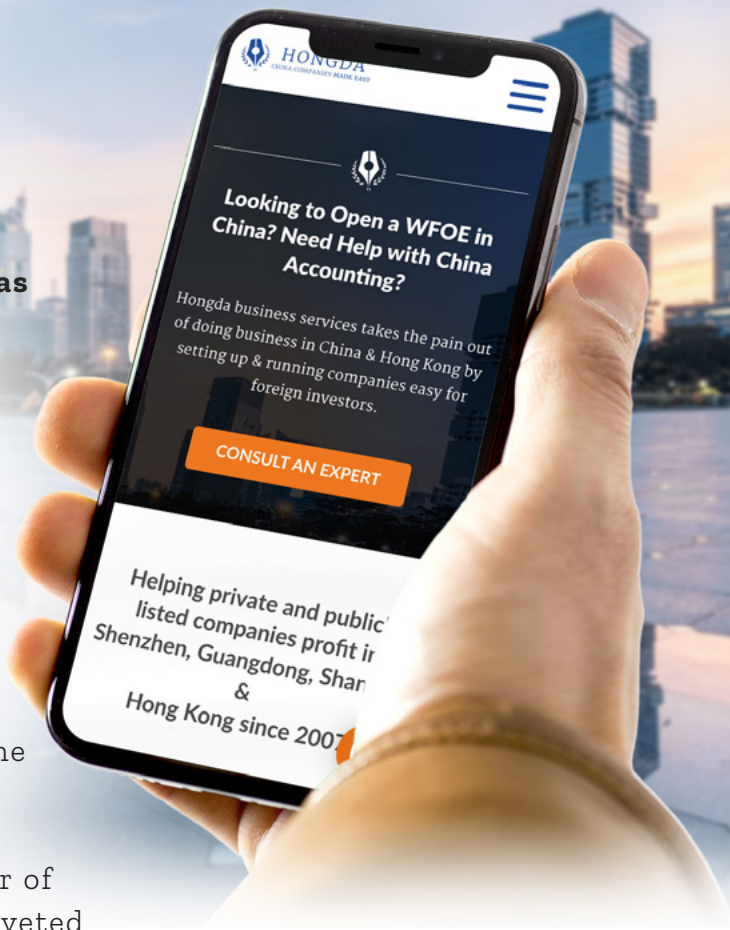 HONGDA
CHINA COMPANIES MADE EASY
Looking to Open a WFOE in
China? Need Help with China
Accounting?
Hongda business services takes the pain out
of doing business in China & Hong Kong by
setting up & running companies easy for
foreign investors.
CONSULT AN EXPERT
Helping private and public
listed companies profit in
Shenzhen, Guangdong, Shan
&
Hong Kong since 2007
as
ne
r of
veted